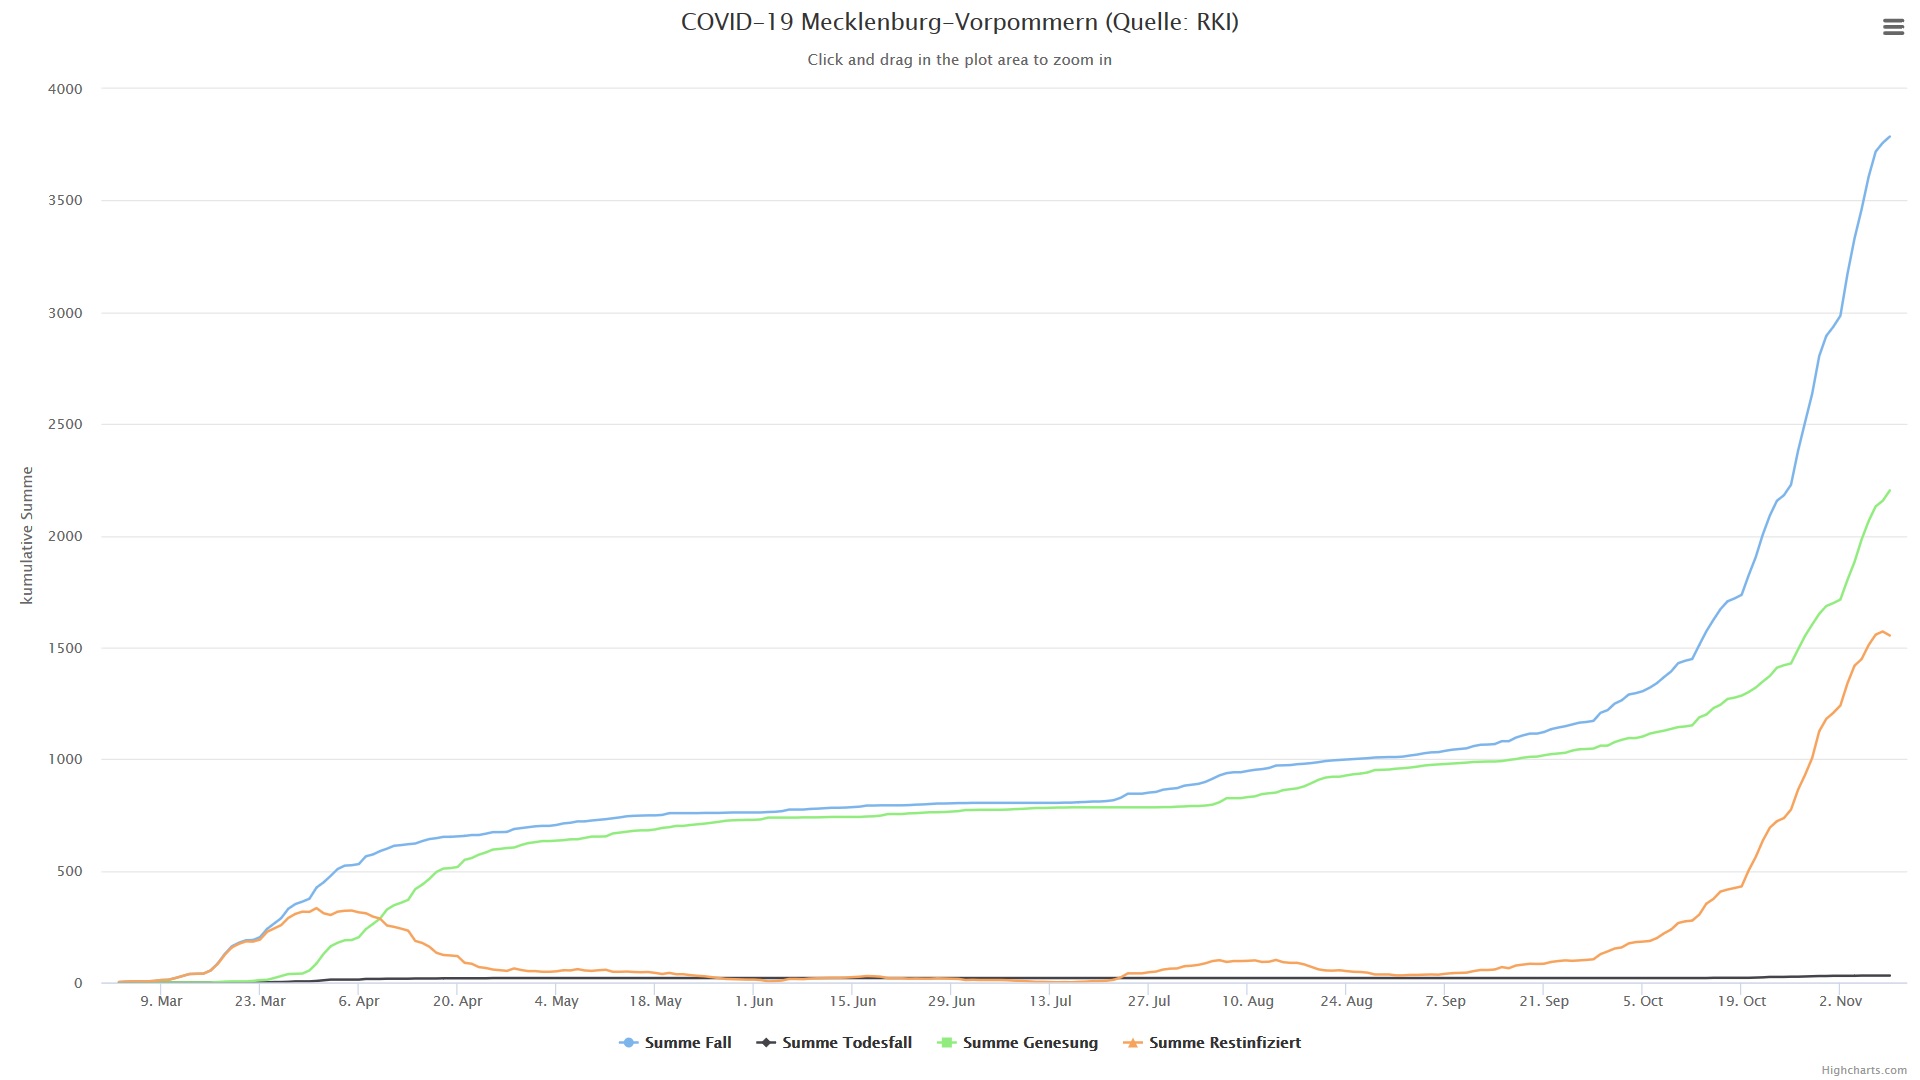 COVID-19 Mecklenburg-Vorpommern (Quelle: RKI)
Click and drag in the plot area to zoom in
kumulative Summe
4000
3500
3000
2500
2000
1500
1000
500
0
9. Mar 23. Mar 6. Apr 20. Apr 4. May 18. May 1. Jun 15. Jun 29. Jun 13. Jul 27. Jul 10. Aug 24. Aug 7. Sep 21. Sep 5. Oct 19. Oct 2. Nov
Summe Fall Summe Todesfall Summe Genesung Summe Restinfiziert
Highcharts.com